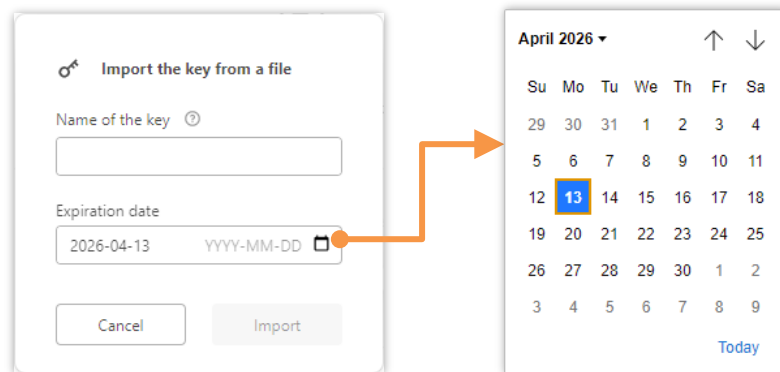 Import the key from a file
Name of the key ?
Expiration date
2026-04-13 YYYY-MM-DD
Cancel Import
April 2026
Su Mo Tu We Th Fr Sa
29 30 31 1 2 3 4
5 6 7 8 9 10 11
12 13 14 15 16 17 18
19 20 21 22 23 24 25
26 27 28 29 30 1 2
3 4 5 6 7 8 9
Today